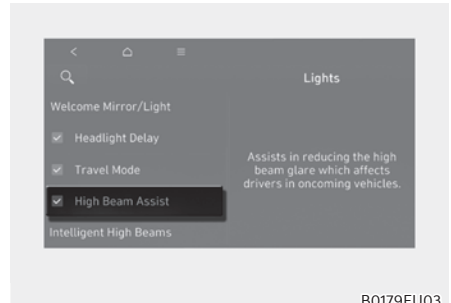 Lights
Welcome Mirror/Light
Headlight Delay
Travel Mode
High Beam Assist
Intelligent High Beams
Assists in reducing the high
beam glare which affects
drivers in oncoming vehicles.
B0179EU03